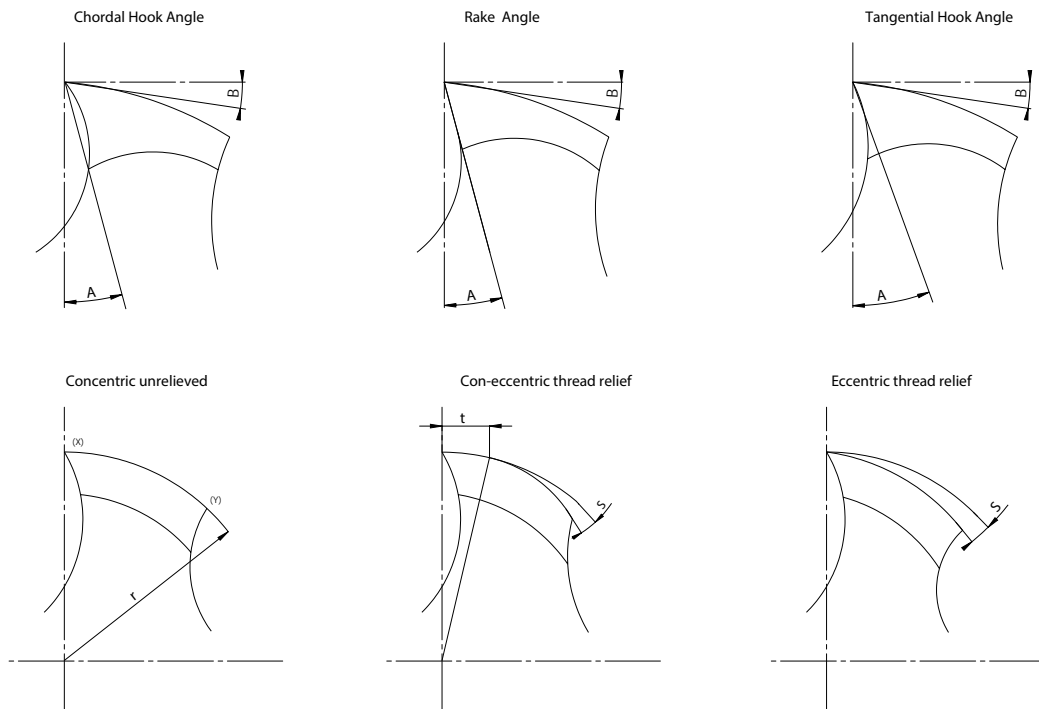 Chordal Hook Angle
Rake Angle
Tangential Hook Angle
B
B
B
A
A
A
Concentric unrelieved
Con-eccentric thread relief
Eccentric thread relief
t
(X)
(Y)
S
S
r